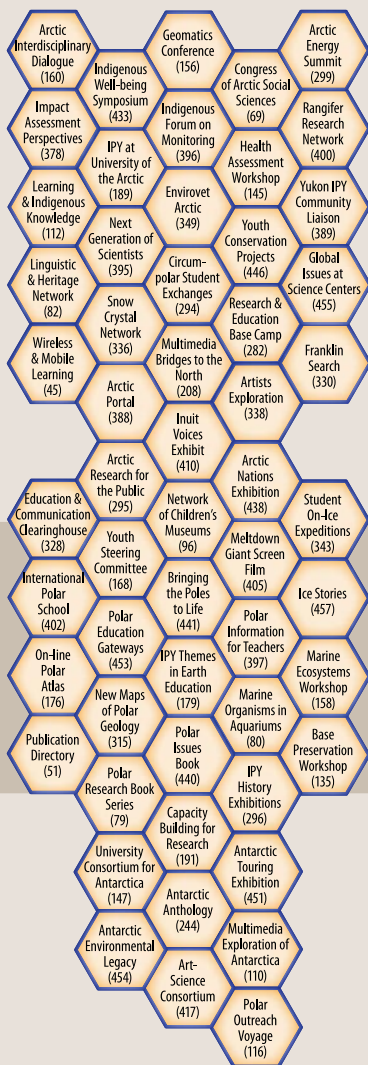 Arctic
Interdisciplinary
Dialogue
(160)
Geomatics
Conference
(156)
Arctic
Energy
Summit
(299)
Indigenous
Well-being
Symposium
(433)
Congress
of Arctic Social
Sciences
(69)
Impact
Assessment
Perspectives
(378)
Indigenous
Forum on
Monitoring
(396)
Rangifer
Research
Network
(400)
IPY at
University of
the Arctic
(189)
Health
Assessment
Workshop
(145)
Learning
& Indigenous
Knowledge
(112)
Envirovet
Arctic
(349)
Yukon IPY
Community
Liaison
(389)
Next
Generation of
Scientists
(395)
Youth
Conservation
Projects
(446)
Linguistic
& Heritage
Network
(82)
Circum-
polar Student
Exchanges
(294)
Global
Issues at
Science Centers
(455)
Snow
Crystal
Network
(336)
Research &
Education
Base Camp
(282)
Wireless
& Mobile
Learning
(45)
Multimedia
Bridges to the
North
(208)
Franklin
Search
(330)
Arctic
Portal
(388)
Artists
Exploration
(338)
Inuit
Voices
Exhibit
(410)
Arctic
Research for
the Public
(295)
Arctic
Nations
Exhibition
(438)
Education &
Communication
Clearinghouse
(328)
Network
of Children's
Museums
(96)
Student
On-Ice
Expeditions
(343)
Youth
Steering
Committee
(168)
Meltdown
Giant Screen
Film
(405)
International
Polar
School
(402)
Bringing
the Poles
to Life
(441)
Ice Stories
(457)
Polar
Education
Gateways
(453)
Polar
Information
for Teachers
(397)
On-line
Polar
Atlas
(176)
IPY Themes
in Earth
Education
(179)
Marine
Ecosystems
Workshop
(158)
New Maps
of Polar
Geology
(315)
Marine
Organisms in
Aquariums
(80)
Publication
Directory
(51)
Polar
Issues
Book
(440)
Base
Preservation
Workshop
(135)
Polar
Research Book
Series
(79)
IPY
History
Exhibitions
(296)
Capacity
Building for
Research
(191)
University
Consortium for
Antarctica
(147)
Antarctic
Touring
Exhibition
(451)
Antarctic
Anthology
(244)
Antarctic
Environmental
Legacy
(454)
Multimedia
Exploration of
Antarctica
(110)
Art-
Science
Consortium
(417)
Polar
Outreach
Voyage
(116)